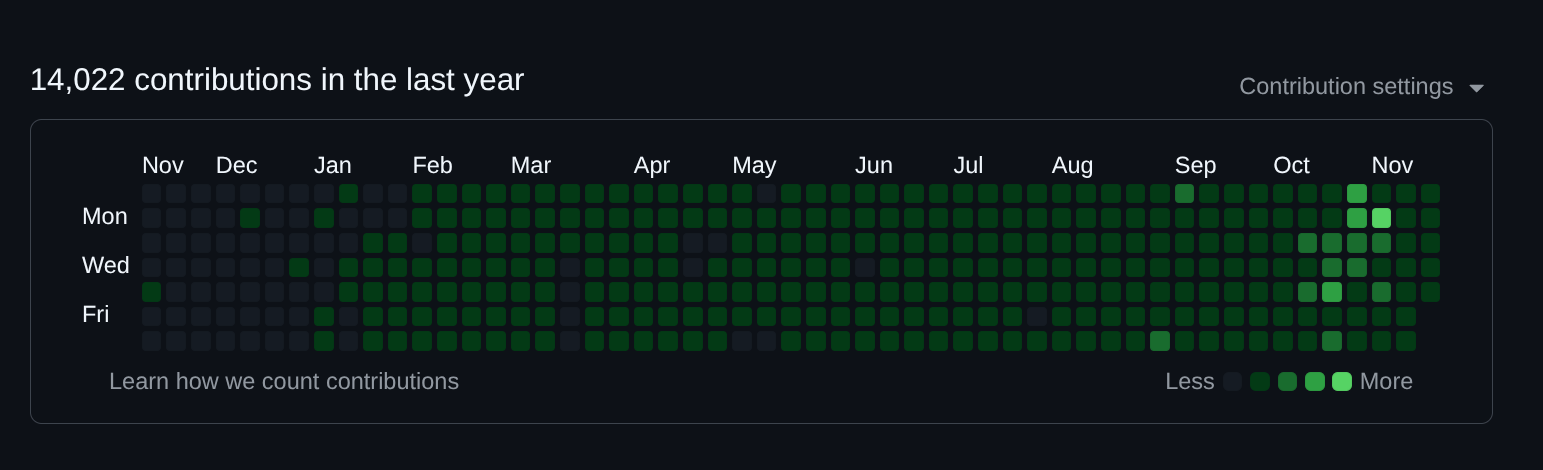 14,022 contributions in the last year
Contribution settings
Nov Dec Jan Feb Mar Apr May Jun Jul Aug Sep Oct Nov
Mon
Wed
Fri
Learn how we count contributions
Less More